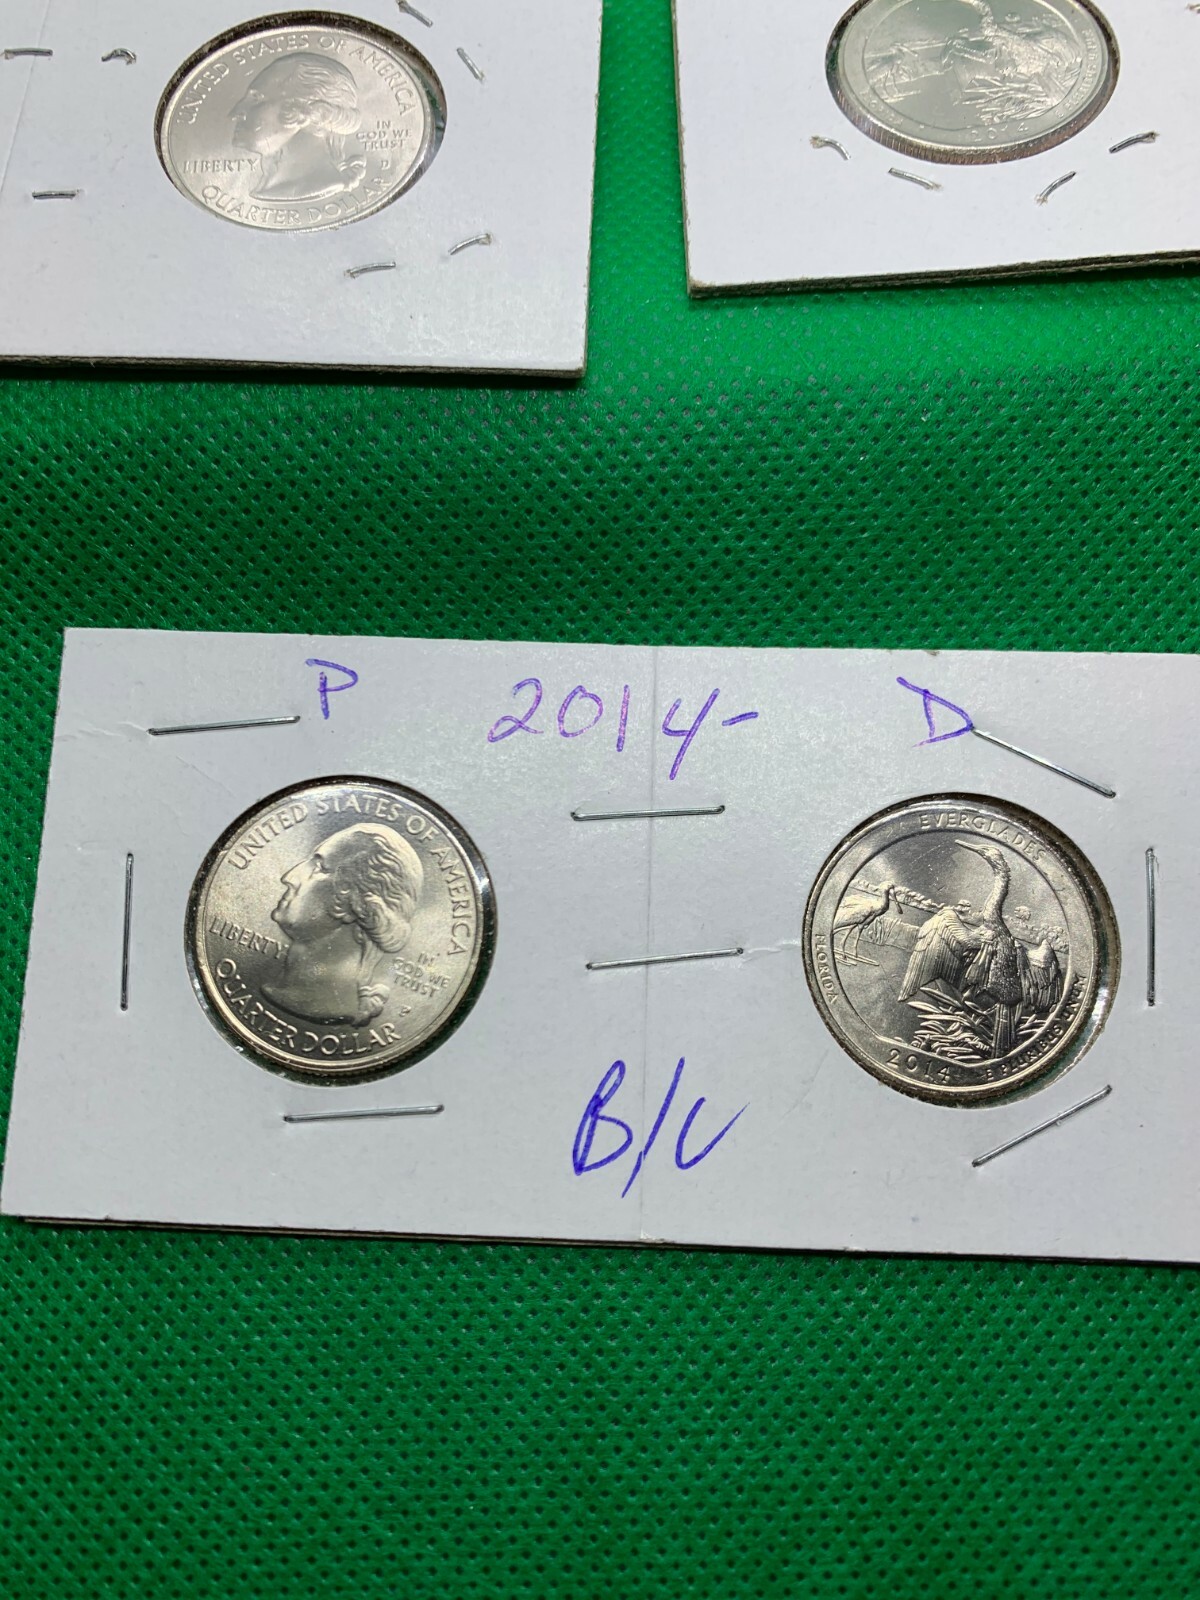 UNITED STATES OF AMERICA
IN
GOD WE
TRUST
LIBERTY
D
QUARTER DOLLAR
2014
P 2014- D
UNITED STATES OF AMERICA
LIBERTY
IN
GOD WE
TRUST
P
QUARTER DOLLAR
EVERGLADES
FLORIDA
2014
E PLURIBUS UNUM
B/U